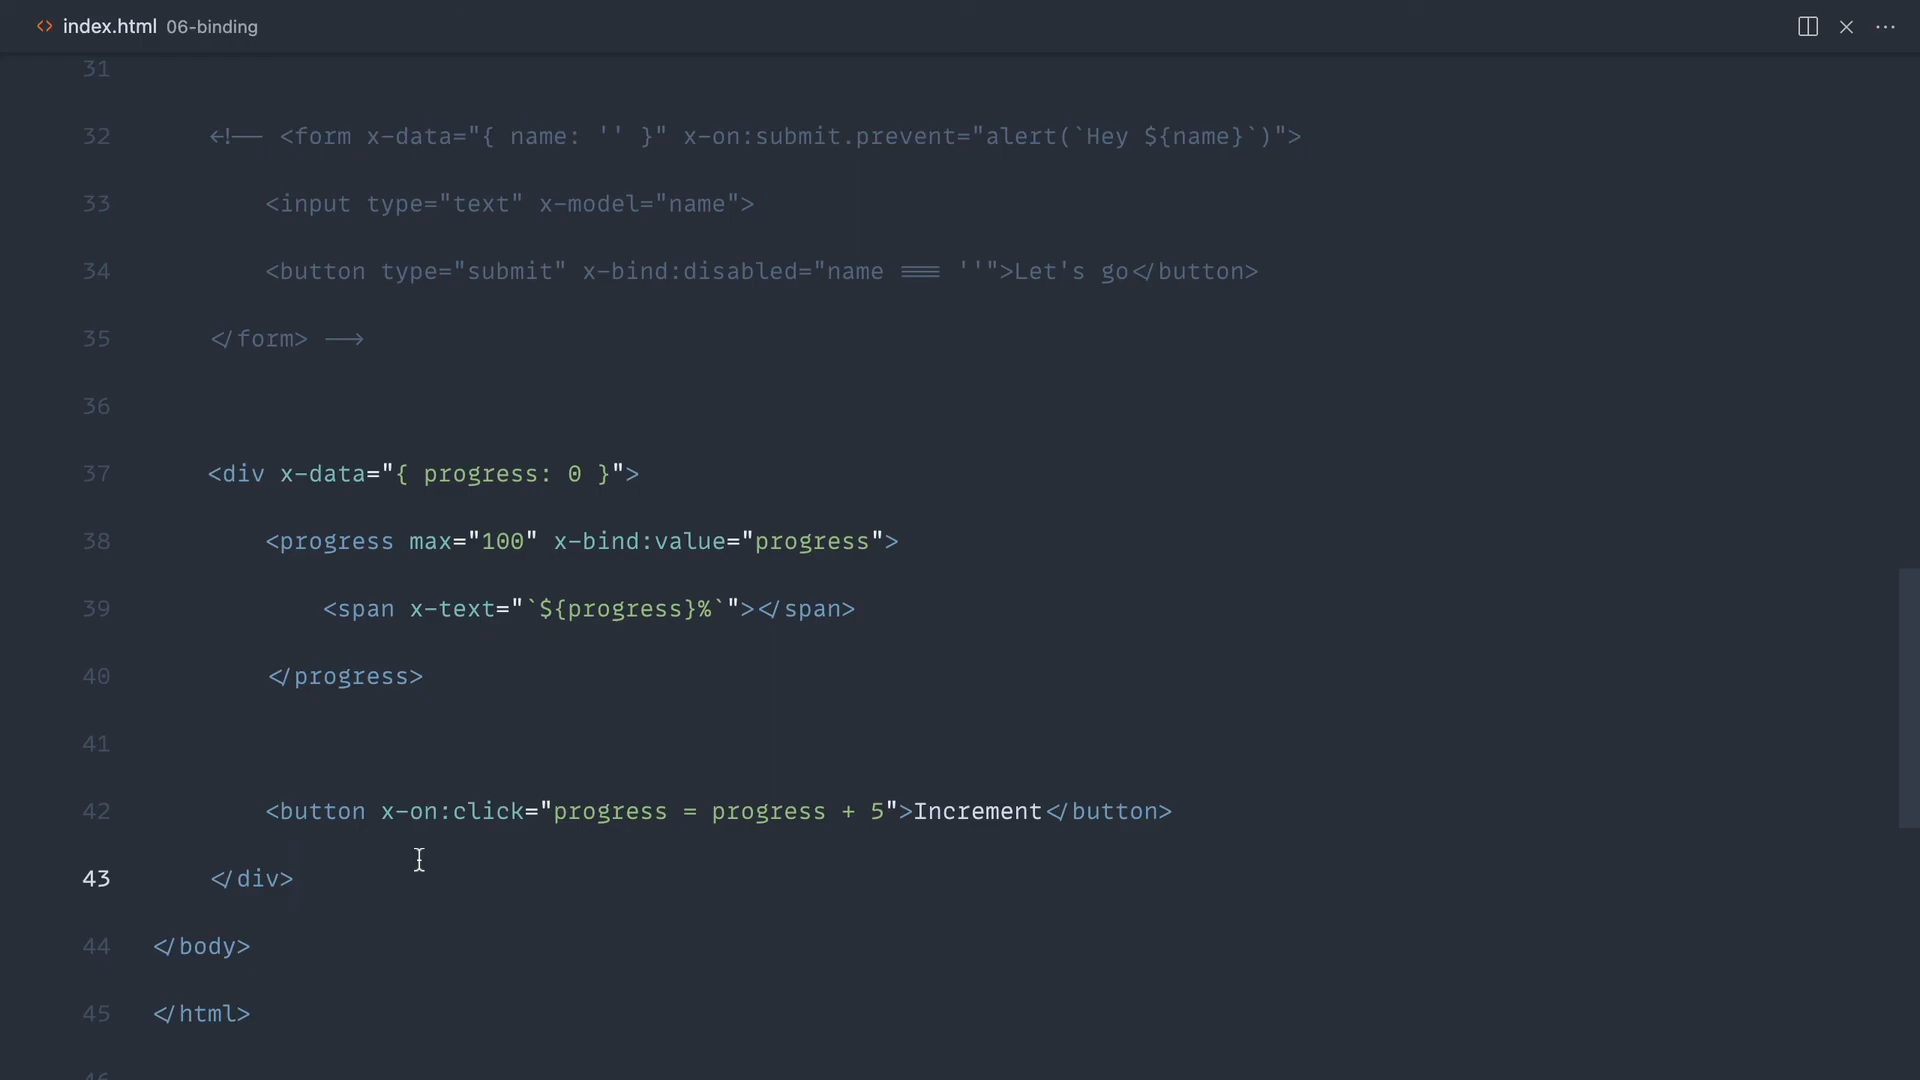 index.html 06-binding
31
32 <!-- <form x-data="{ name: '' }" x-on:submit.prevent="alert(`Hey ${name}`)">
33 <input type="text" x-model="name">
34 <button type="submit" x-bind:disabled="name === ''">Let's go</button>
35 </form> -->
36
37 <div x-data="{ progress: 0 }">
38 <progress max="100" x-bind:value="progress">
39 <span x-text="`${progress}%`"></span>
40 </progress>
41
42 <button x-on:click="progress = progress + 5">Increment</button>
43 </div>
44 </body>
45 </html>
46